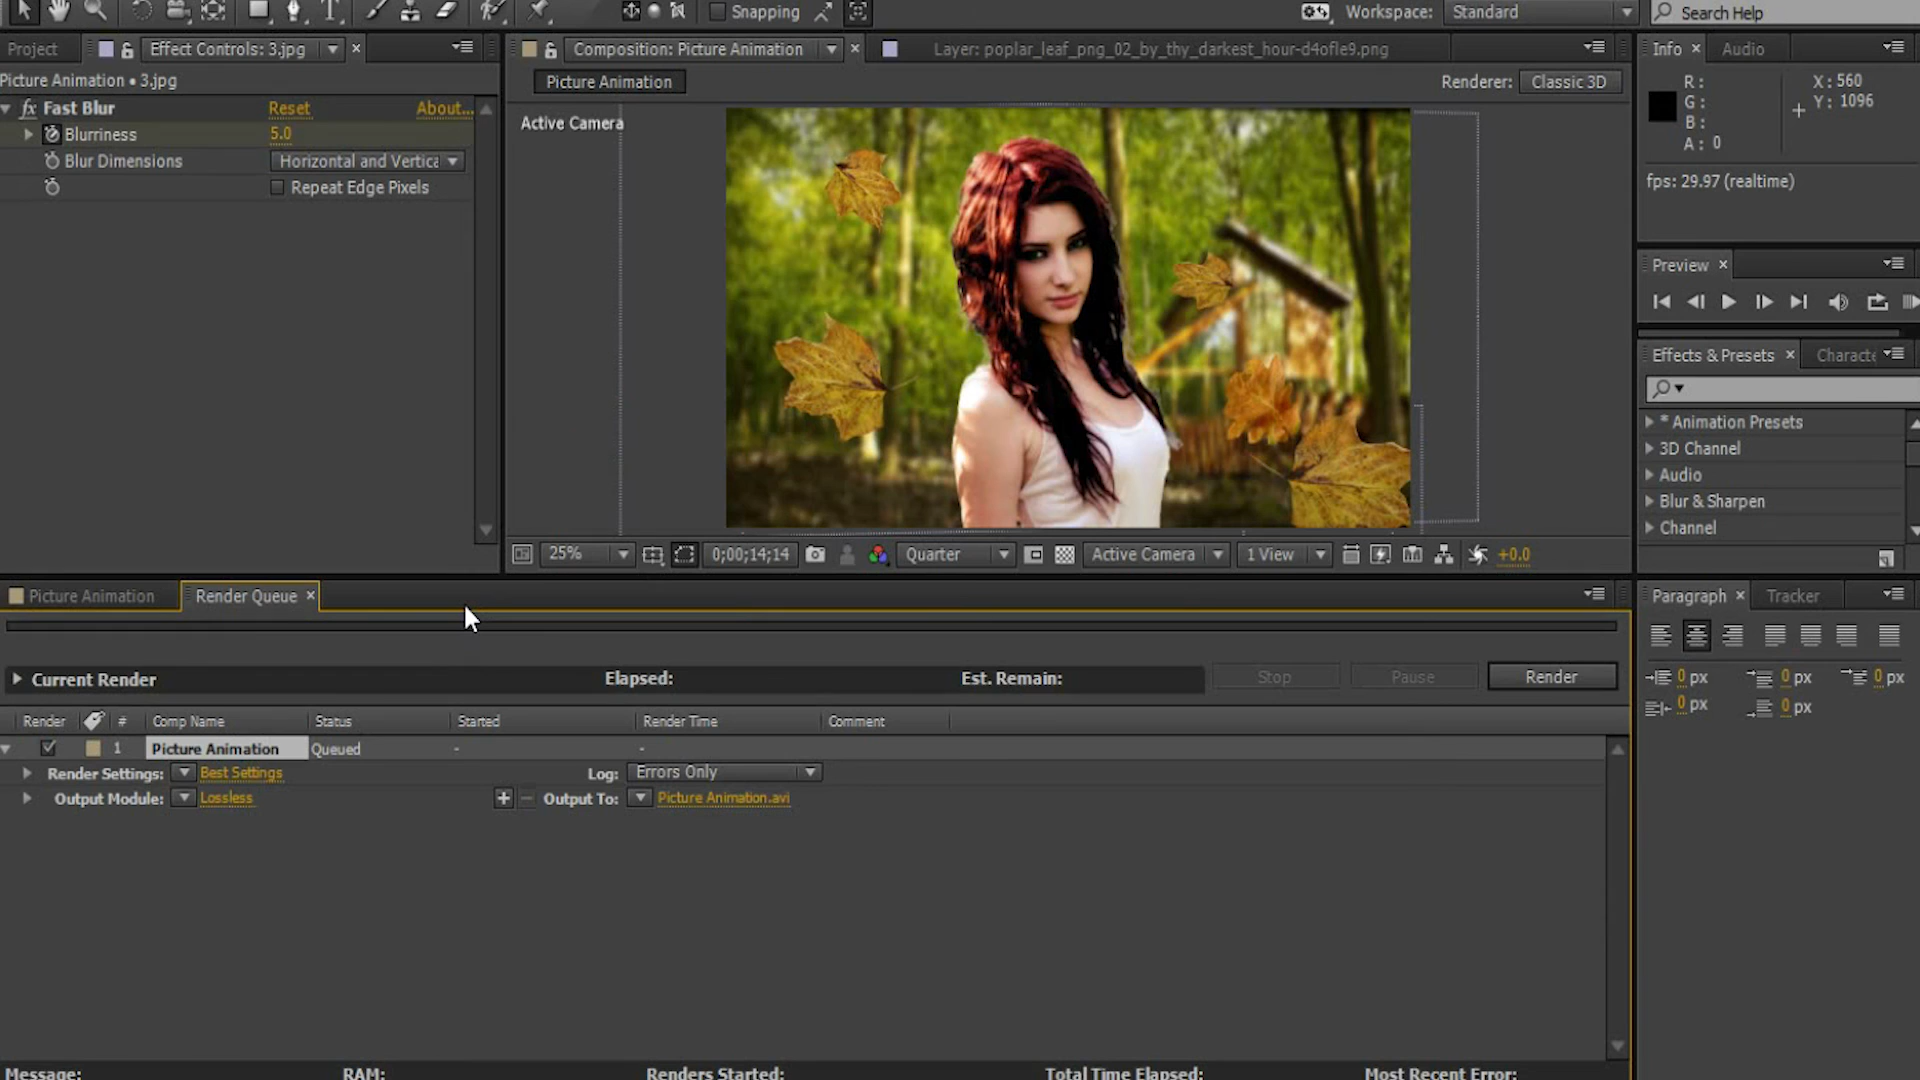 Snapping
Workspace: Standard
Search Help
Project
Effect Controls: 3.jpg
Composition: Picture Animation
Layer: poplar_leaf_png_02_by_thy_darkest_hour-d4ofle9.png
Info
Audio
Picture Animation • 3.jpg
Picture Animation
Renderer: Classic 3D
R:
G:
B:
A: 0
X: 560
Y: 1096
fx Fast Blur Reset About...
Blurriness 5.0
Blur Dimensions Horizontal and Vertica
Repeat Edge Pixels
Active Camera
fps: 29.97 (realtime)
Preview
Effects & Presets
Characte
* Animation Presets
3D Channel
Audio
Blur & Sharpen
Channel
25%
0;00;14;14
Quarter
Active Camera
1 View
+0.0
Picture Animation
Render Queue
Paragraph
Tracker
Current Render Elapsed: Est. Remain: Stop Pause Render
0 px 0 px 0 px
0 px 0 px
Render # Comp Name Status Started Render Time Comment
1 Picture Animation Queued - -
Render Settings: Best Settings Log: Errors Only
Output Module: Lossless Output To: Picture Animation.avi
Message: RAM: Renders Started: Total Time Elapsed: Most Recent Error: